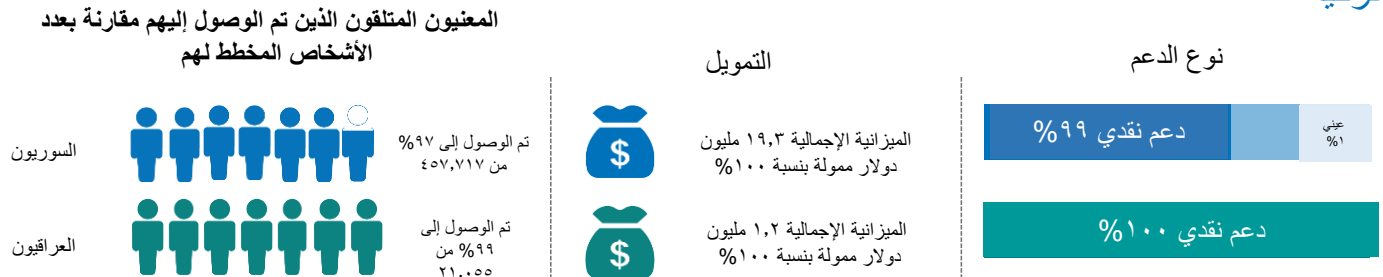 نوع الدعم
دعم نقدي ٩٩%
عيني
١%
دعم نقدي ١٠٠%
التمويل
الميزانية الإجمالية ١٩,٣ مليون
دولار ممولة بنسبة ١٠٠%
الميزانية الإجمالية ١,٢ مليون
دولار ممولة بنسبة ١٠٠%
المعنيون المتلقون الذين تم الوصول إليهم مقارنة بعدد
الأشخاص المخطط لهم
تم الوصول إلى ٩٧%
من ٤٥٧,٧١٧
السوريون
تم الوصول إلى
٩٩% من
٢١,٠٥٥
العراقيون
$
$